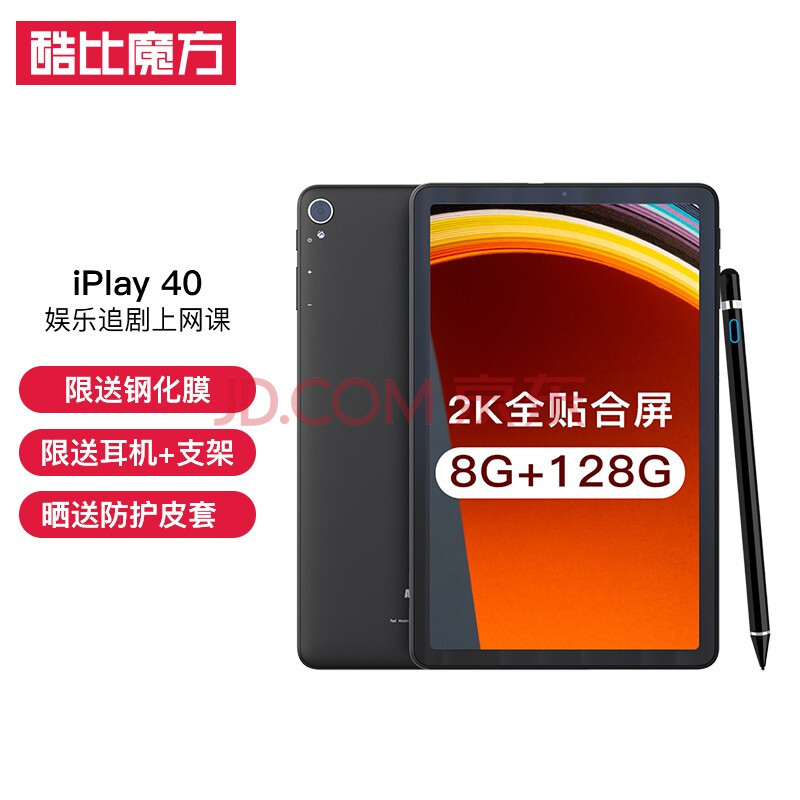 酷比魔方
iPlay 40
娱乐追剧上网课
限送钢化膜
限送耳机+支架
晒送防护皮套
JD.COM 京东
2K全贴合屏
8G+128G